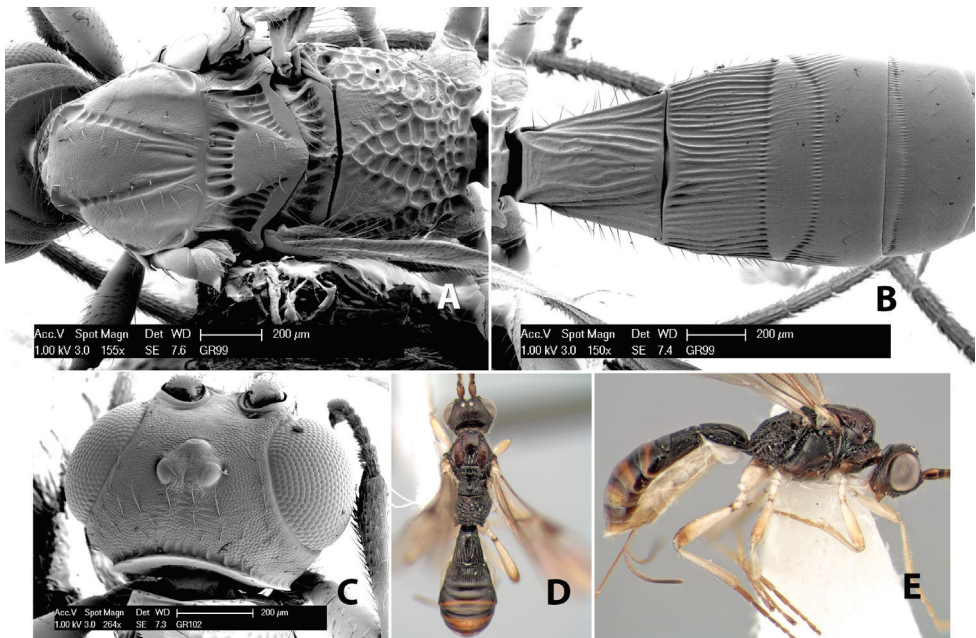 A
Acc.V Spot Magn Det WD 200 µm
1.00 kV 3.0 155x SE 7.6 GR99
B
Acc.V Spot Magn Det WD 200 µm
1.00 kV 3.0 150x SE 7.4 GR99
C
Acc.V Spot Magn Det WD 200 µm
1.00 kV 3.0 264x SE 7.3 GR102
D
E